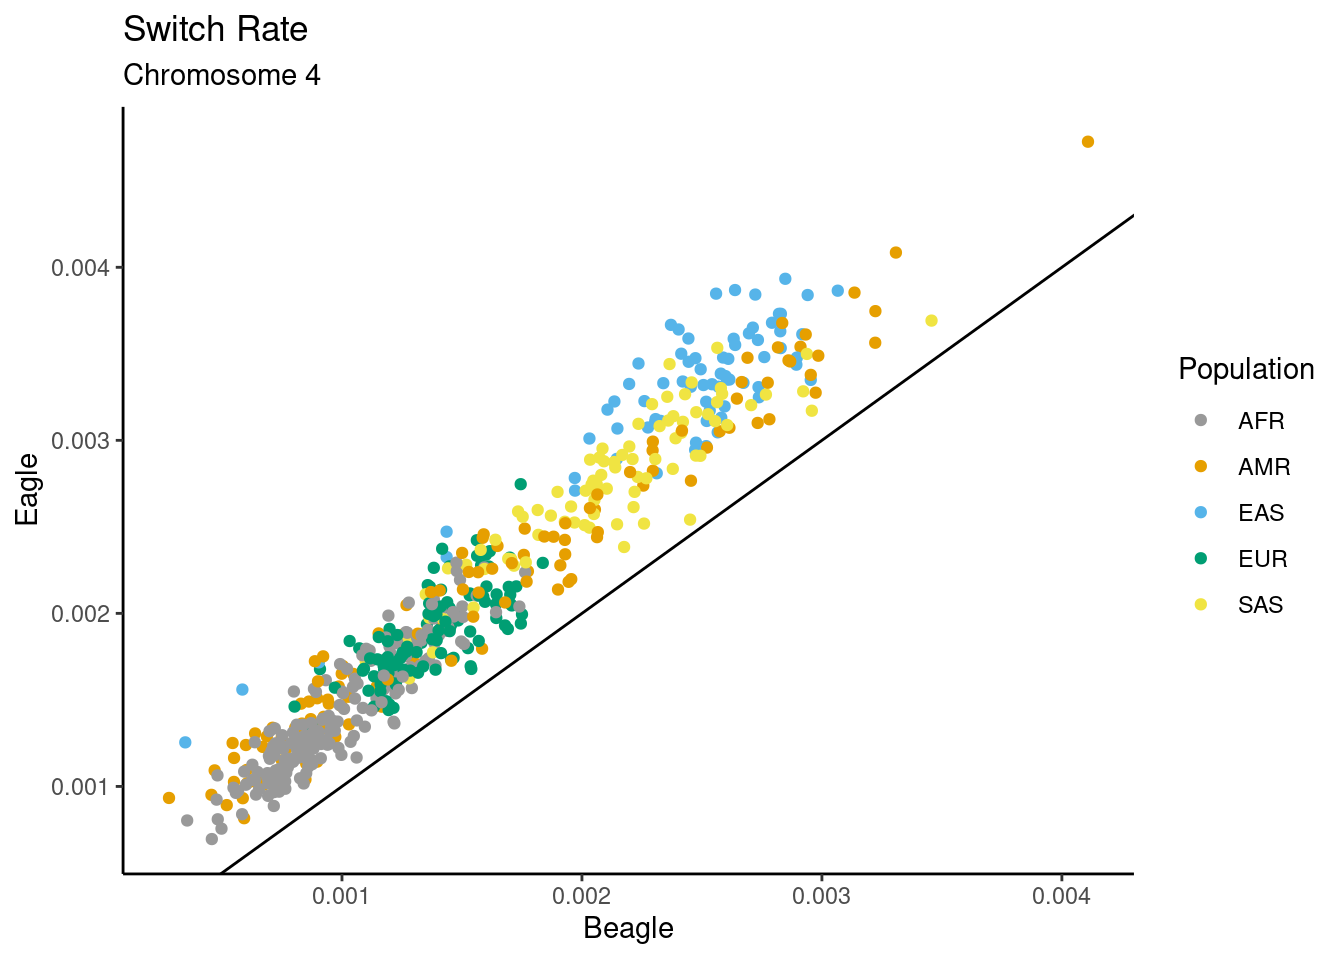 Switch Rate
Chromosome 4
0.004
0.003
0.002
0.001
Eagle
0.001
0.002
0.003
0.004
Beagle
Population
AFR
AMR
EAS
EUR
SAS